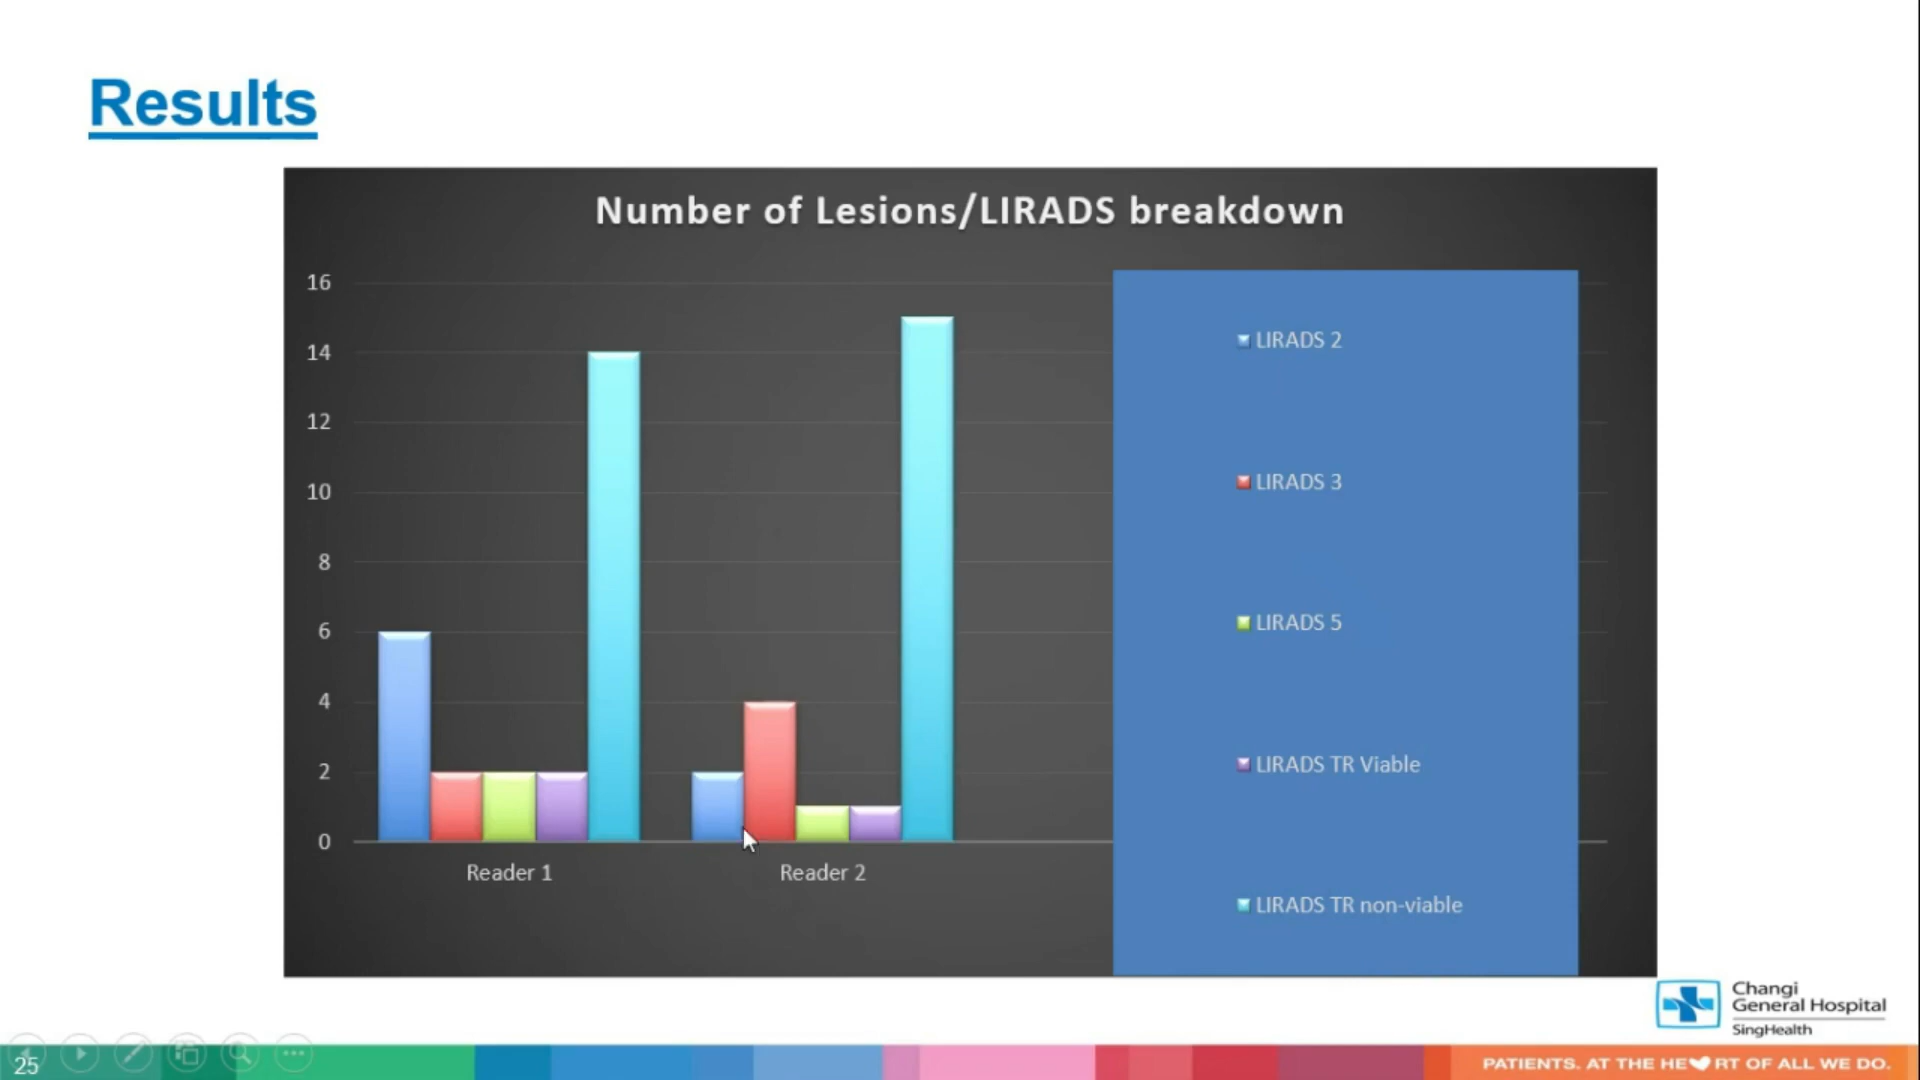 Results
Number of Lesions/LIRADS breakdown
16
14
12
10
8
6
4
2
0
Reader 1
Reader 2
LIRADS 2
LIRADS 3
LIRADS 5
LIRADS TR Viable
LIRADS TR non-viable
Changi
General Hospital
SingHealth
25
PATIENTS. AT THE HE❤RT OF ALL WE DO.